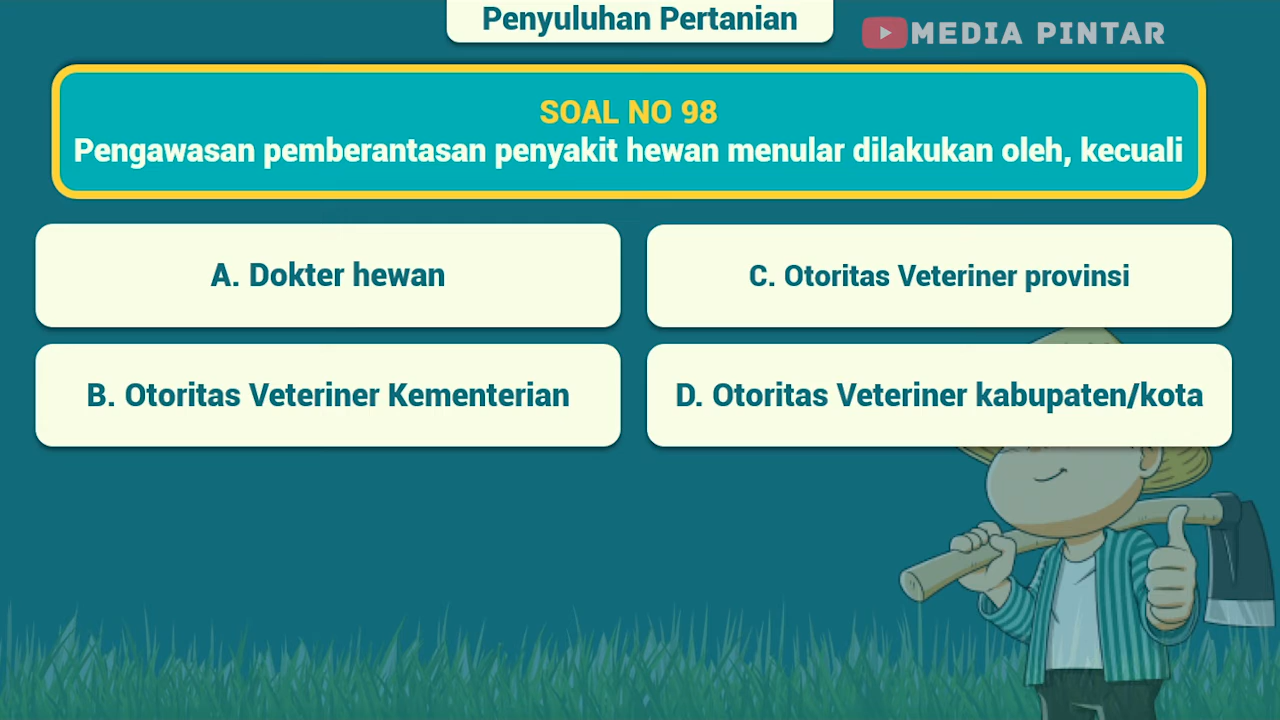 Penyuluhan Pertanian
MEDIA PINTAR
SOAL NO 98
Pengawasan pemberantasan penyakit hewan menular dilakukan oleh, kecuali
A. Dokter hewan
B. Otoritas Veteriner Kementerian
C. Otoritas Veteriner provinsi
D. Otoritas Veteriner kabupaten/kota